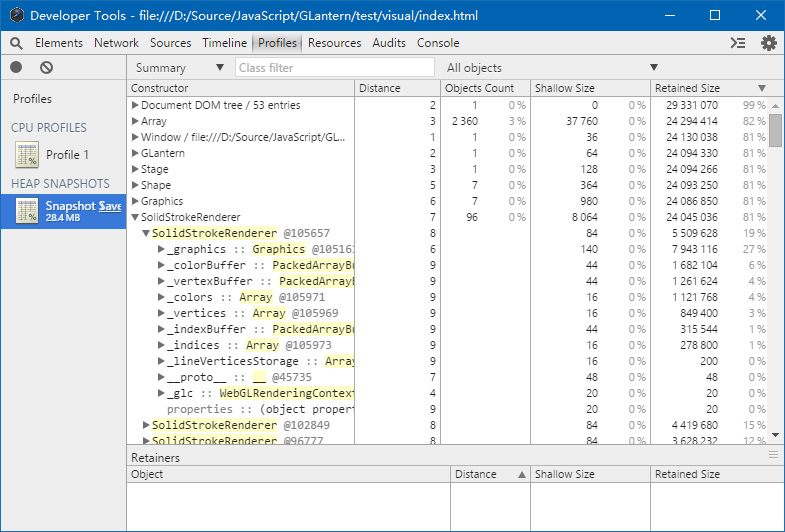 Developer Tools - file:///D:/Source/JavaScript/GLantern/test/visual/index.html
Elements Network Sources Timeline Profiles Resources Audits Console
Summary Class filter All objects
Profiles
CPU PROFILES
Profile 1
HEAP SNAPSHOTS
Snapshot Save
28.4 MB
Constructor Distance Objects Count Shallow Size Retained Size
Document DOM tree / 53 entries 2 1 0 % 0 0 % 29 331 070 99 %
Array 3 2 360 3 % 37 760 0 % 24 294 414 82 %
Window / file:///D:/Source/JavaScript/GL... 1 1 0 % 36 0 % 24 130 038 81 %
GLantern 2 1 0 % 64 0 % 24 094 330 81 %
Stage 3 1 0 % 128 0 % 24 094 266 81 %
Shape 5 7 0 % 364 0 % 24 093 250 81 %
Graphics 6 7 0 % 980 0 % 24 086 850 81 %
SolidStrokeRenderer 7 96 0 % 8 064 0 % 24 045 036 81 %
SolidStrokeRenderer @105657 8 84 0 % 5 509 628 19 %
_graphics :: Graphics @10516 6 140 0 % 7 943 116 27 %
_colorBuffer :: PackedArrayBu 9 44 0 % 1 682 104 6 %
_vertexBuffer :: PackedArrayB 9 44 0 % 1 261 624 4 %
_colors :: Array @105971 9 16 0 % 1 121 768 4 %
_vertices :: Array @105969 9 16 0 % 849 400 3 %
_indexBuffer :: PackedArrayBu 9 44 0 % 315 544 1 %
_indices :: Array @105973 9 16 0 % 278 800 1 %
_lineVerticesStorage :: Array 9 16 0 % 200 0 %
__proto__ :: __ @45735 7 48 0 % 48 0 %
_glc :: WebGLRenderingContext 4 20 0 % 20 0 %
properties :: (object propert 9 20 0 % 20 0 %
SolidStrokeRenderer @102849 8 84 0 % 4 419 680 15 %
SolidStrokeRenderer @96777 8 84 0 % 3 628 232 12 %
Retainers
Object Distance Shallow Size Retained Size